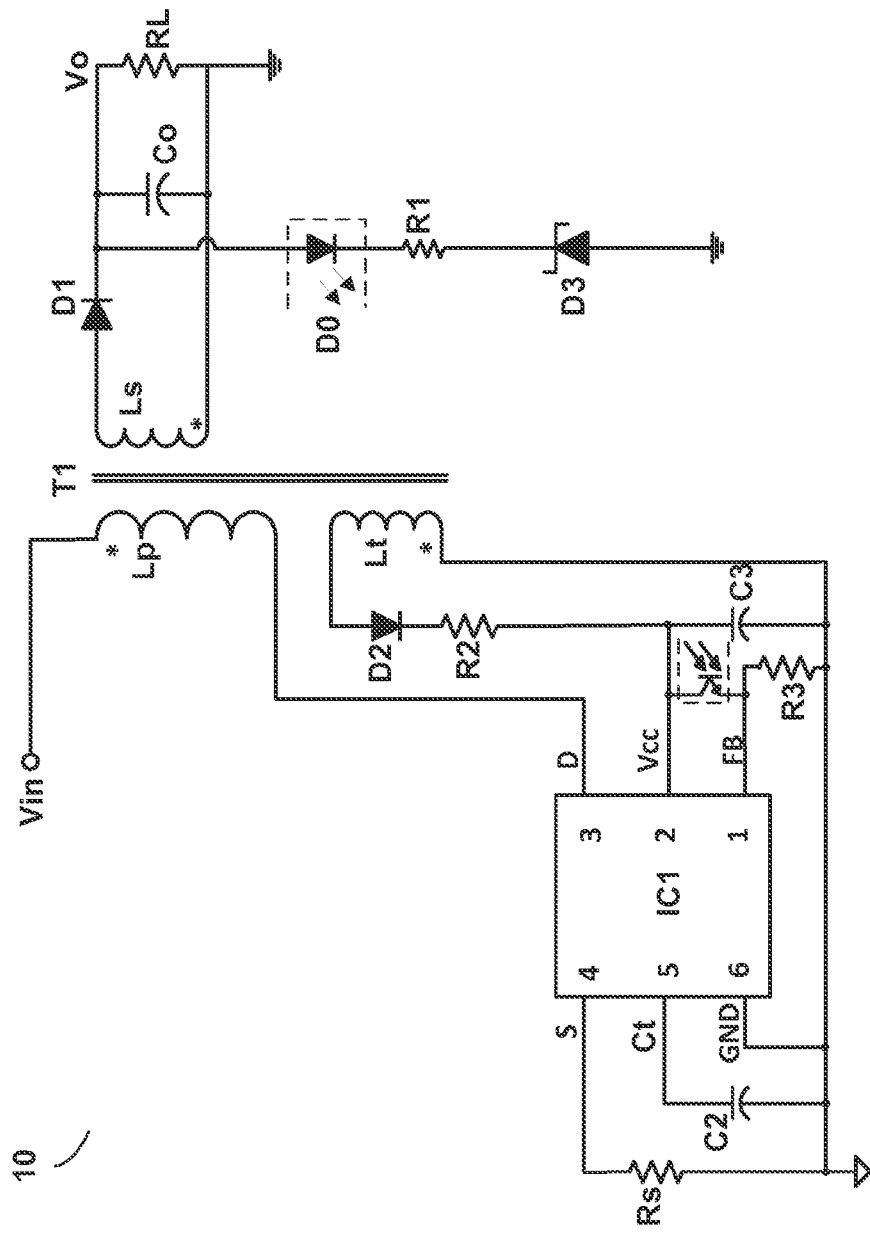 10
Vin
T1
*
Lp
Ls
*
D1
Vo
Co
RL
D0
R1
D3
Lt
*
D2
R2
C3
R3
D
Vcc
FB
3
2
1
IC1
4
5
6
S
Ct
GND
C2
Rs